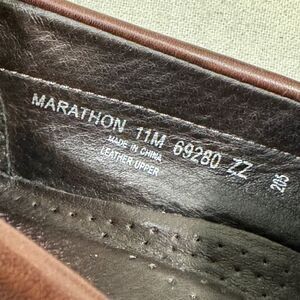 MARATHON 11M 69280 ZZ 205
MADE IN CHINA
LEATHER UPPER